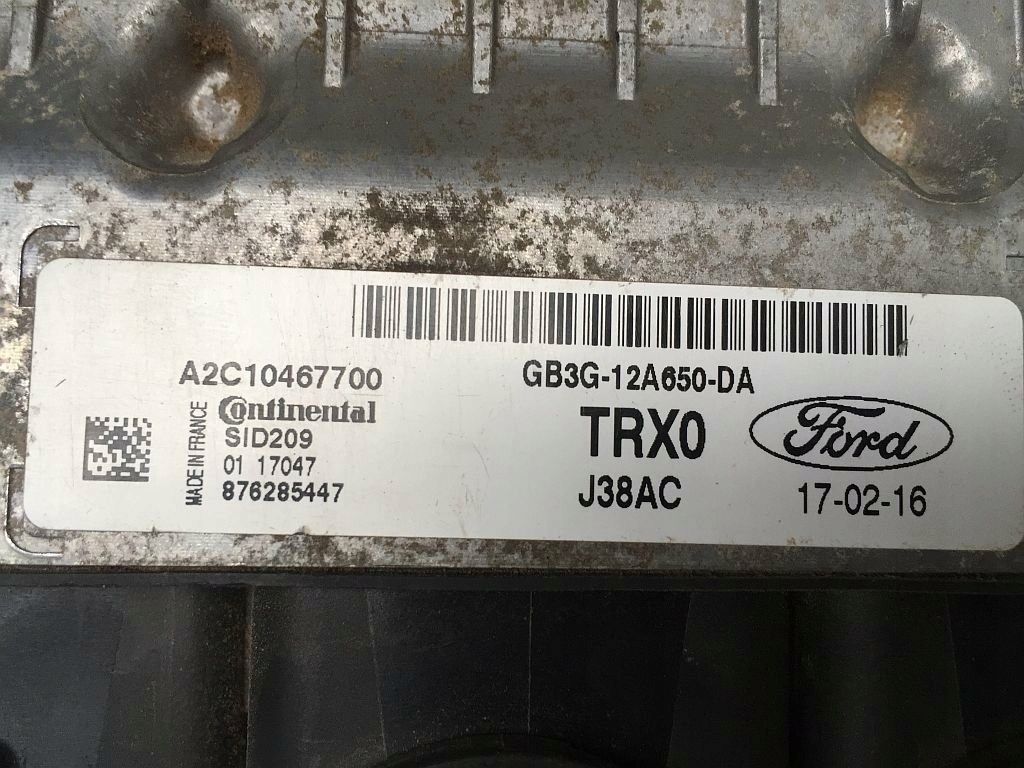 A2C10467700
GB3G-12A650-DA
MADE IN FRANCE
Continental
SID209
01 17047
876285447
TRX0
Ford
J38AC
17-02-16